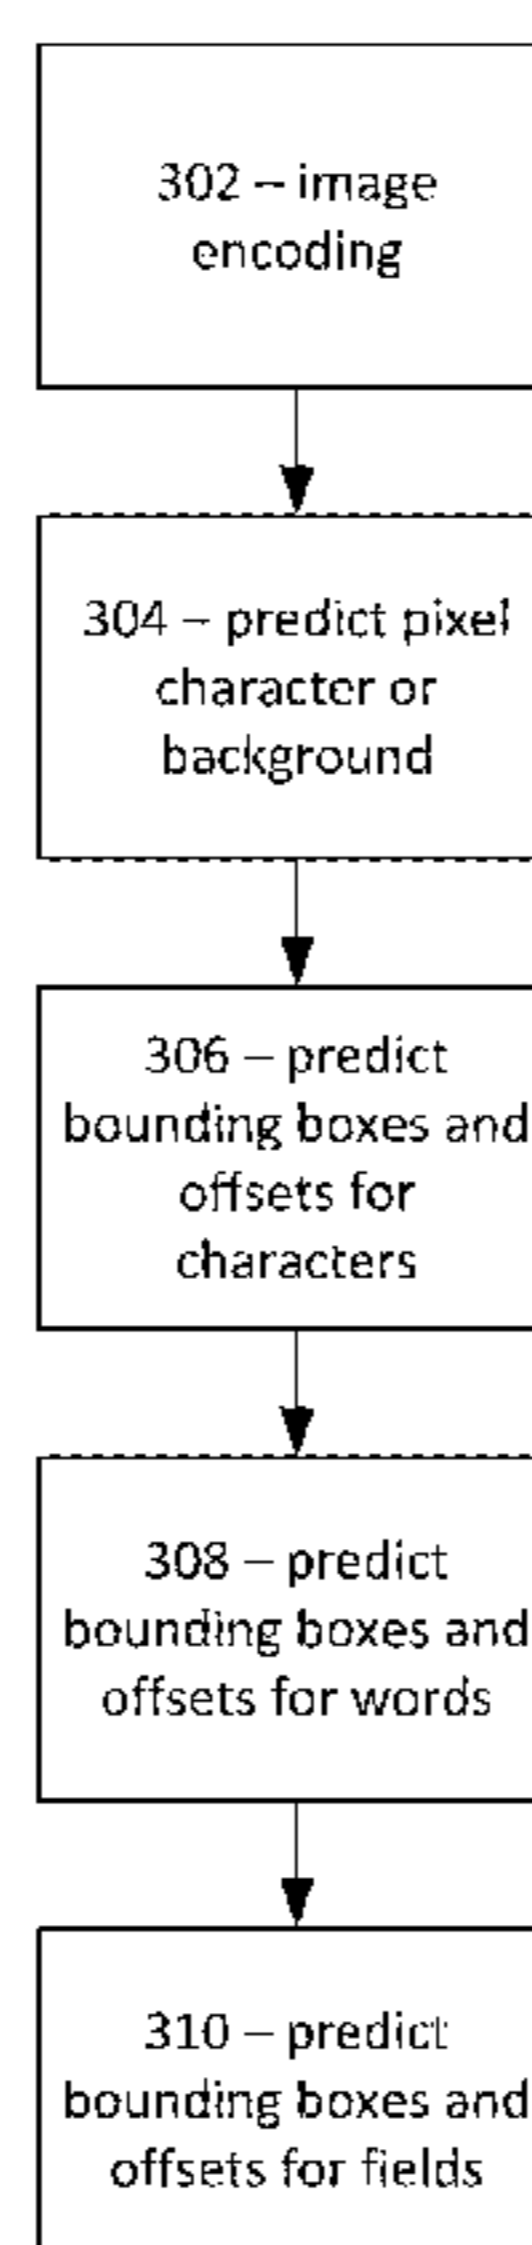 302 – image
encoding
304 – predict pixel
character or
background
306 – predict
bounding boxes and
offsets for
characters
308 – predict
bounding boxes and
offsets for words
310 – predict
bounding boxes and
offsets for fields